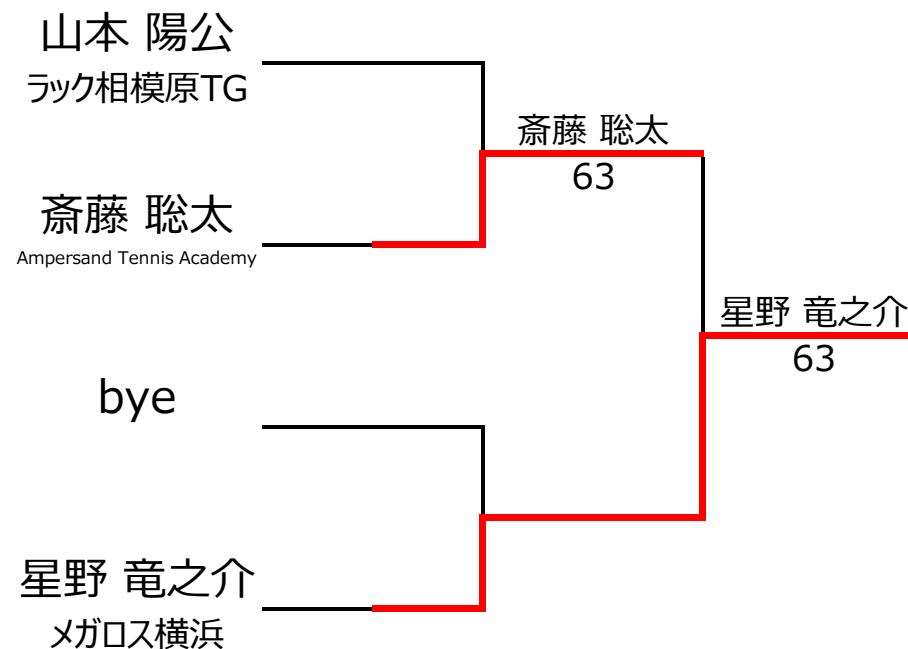 山本 陽公
ラック相模原TG
斎藤 聡太
63
斎藤 聡太
Ampersand Tennis Academy
星野 竜之介
63
bye
星野 竜之介
メガロス横浜